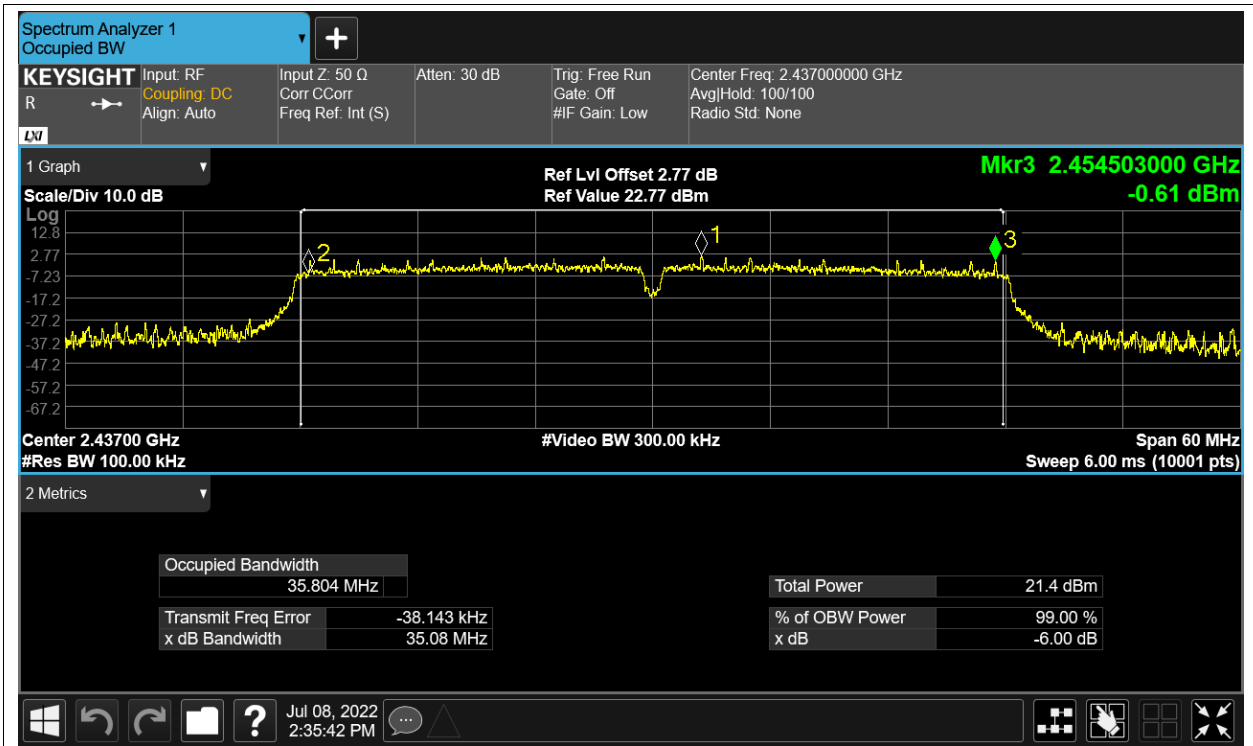 Spectrum Analyzer 1
Occupied BW
KEYSIGHT Input: RF Input Z: 50 Ω Atten: 30 dB Trig: Free Run Center Freq: 2.437000000 GHz
R Coupling: DC Corr CCorr Gate: Off Avg|Hold: 100/100
Align: Auto Freq Ref: Int (S) #IF Gain: Low Radio Std: None
LXI
1 Graph Ref Lvl Offset 2.77 dB Mkr3 2.454503000 GHz
Scale/Div 10.0 dB Ref Value 22.77 dBm -0.61 dBm
Log
12.8
2.77
-7.23
-17.2
-27.2
-37.2
-47.2
-57.2
-67.2
2
1
3
Center 2.43700 GHz #Video BW 300.00 kHz Span 60 MHz
#Res BW 100.00 kHz Sweep 6.00 ms (10001 pts)
2 Metrics
Occupied Bandwidth
35.804 MHz Total Power 21.4 dBm
Transmit Freq Error -38.143 kHz % of OBW Power 99.00 %
x dB Bandwidth 35.08 MHz x dB -6.00 dB
? Jul 08, 2022
2:35:42 PM